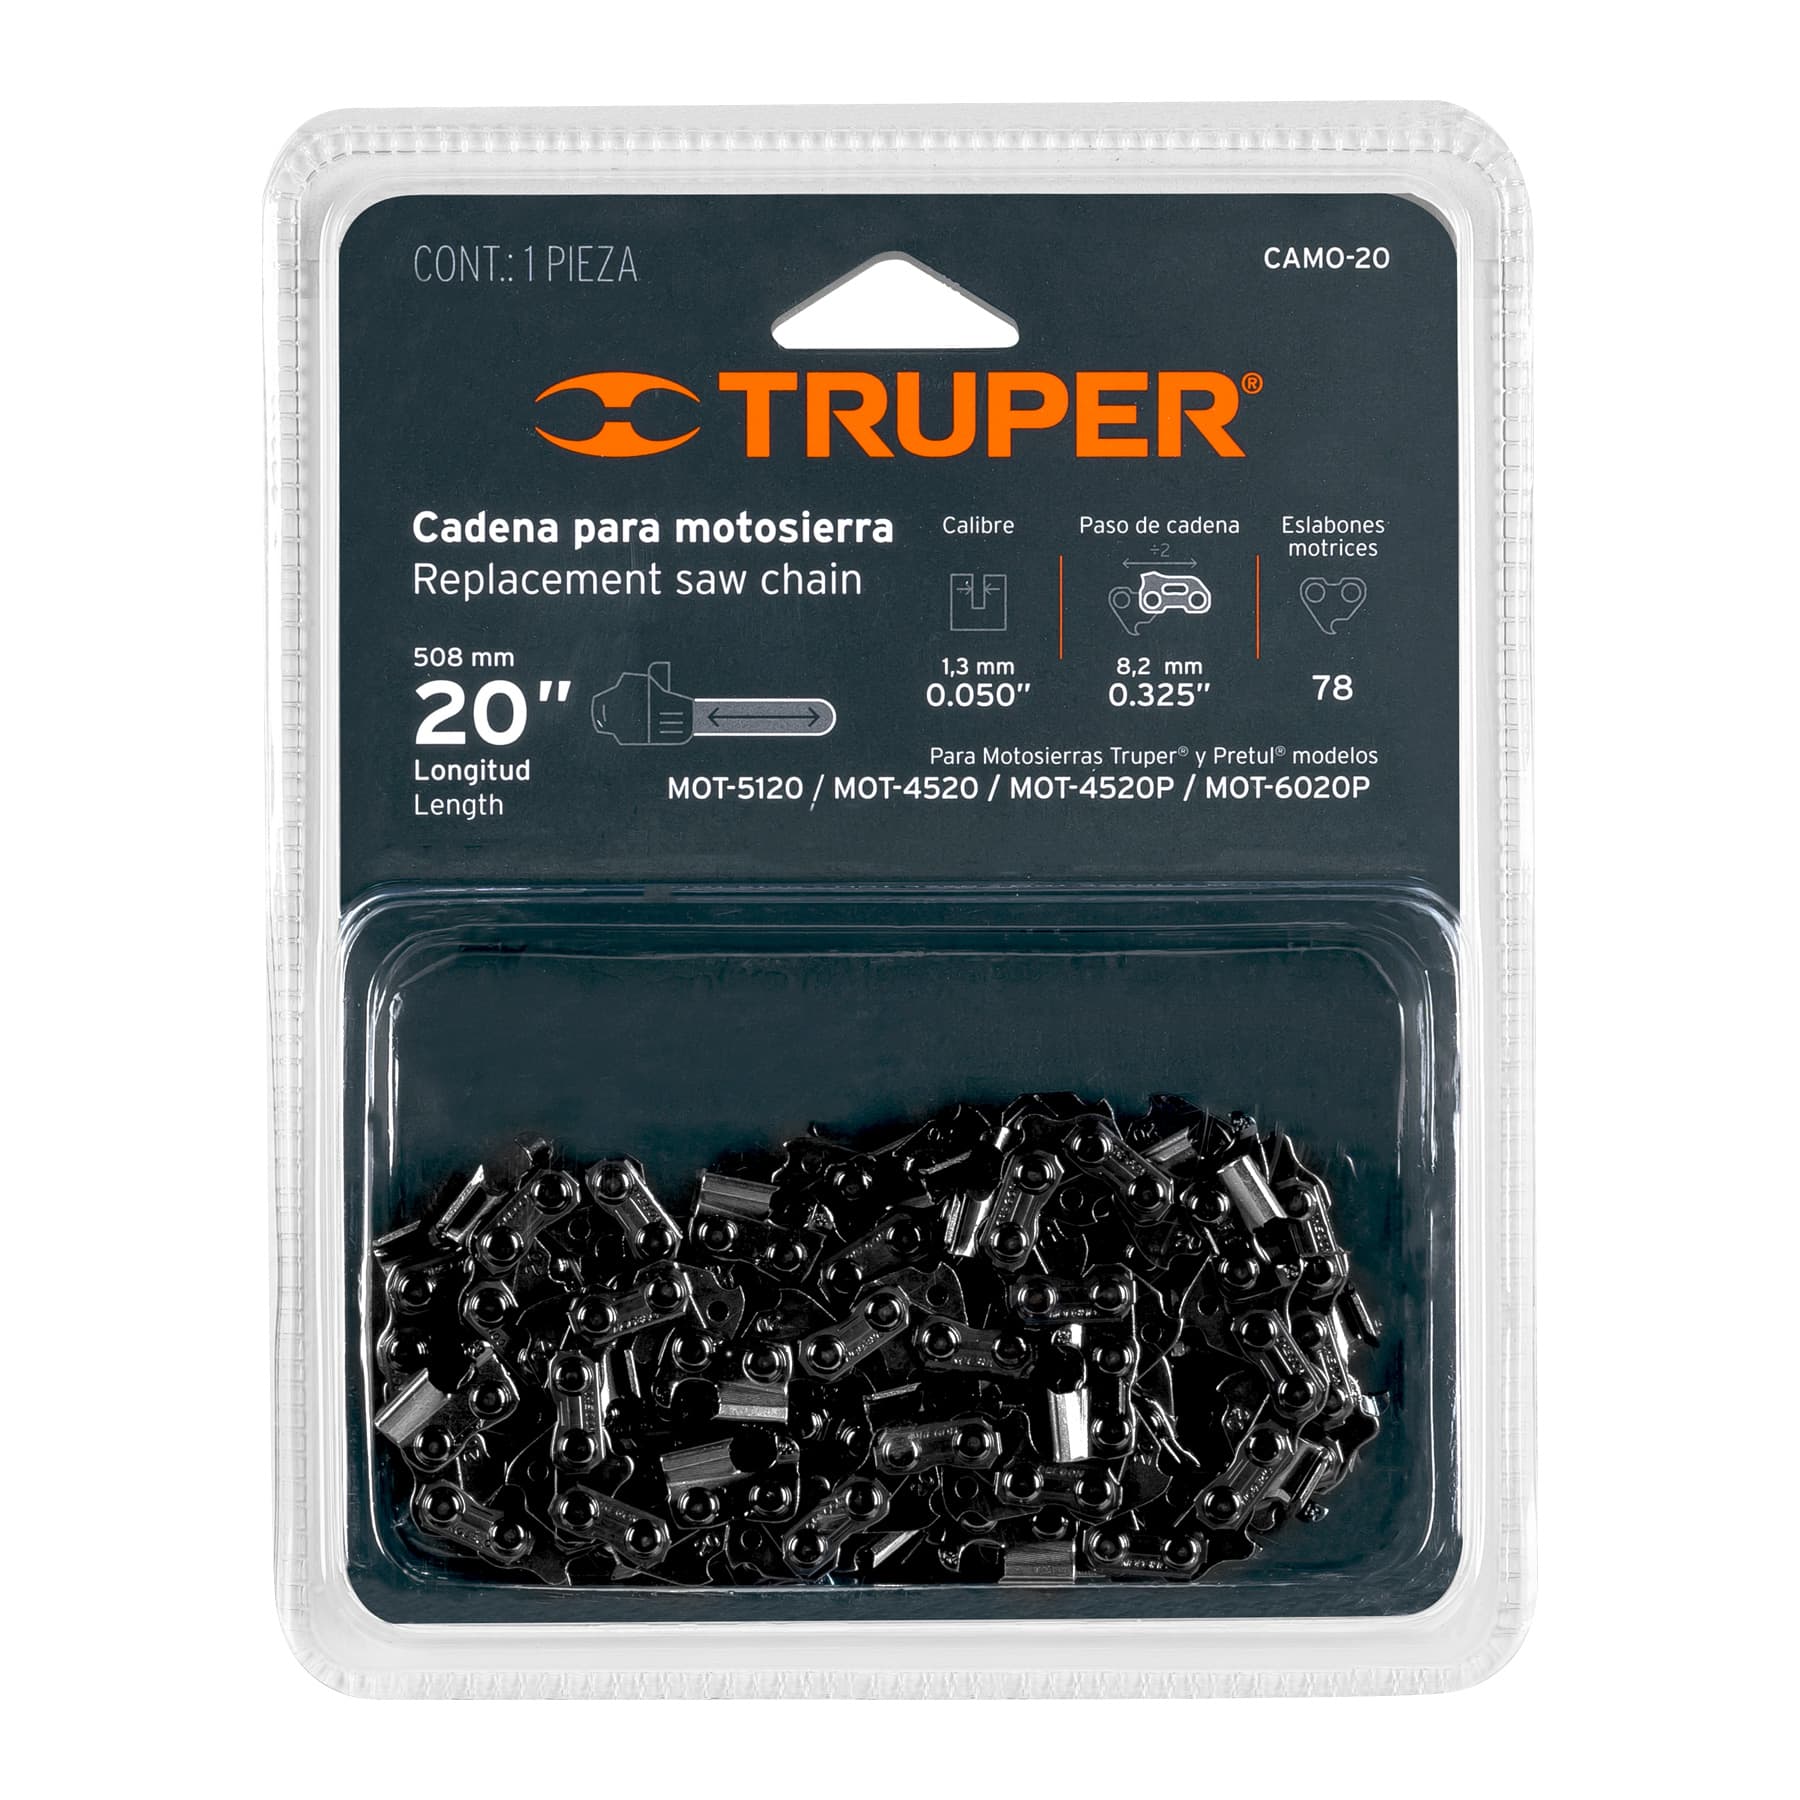 CONT.: 1 PIEZA
CAMO-20
TRUPER®
Cadena para motosierra
Replacement saw chain
508 mm
20"
Longitud
Length
Calibre
1,3 mm
0.050"
Paso de cadena
÷2
8,2 mm
0.325"
Eslabones
motrices
78
Para Motosierras Truper® y Pretul® modelos
MOT-5120 / MOT-4520 / MOT-4520P / MOT-6020P